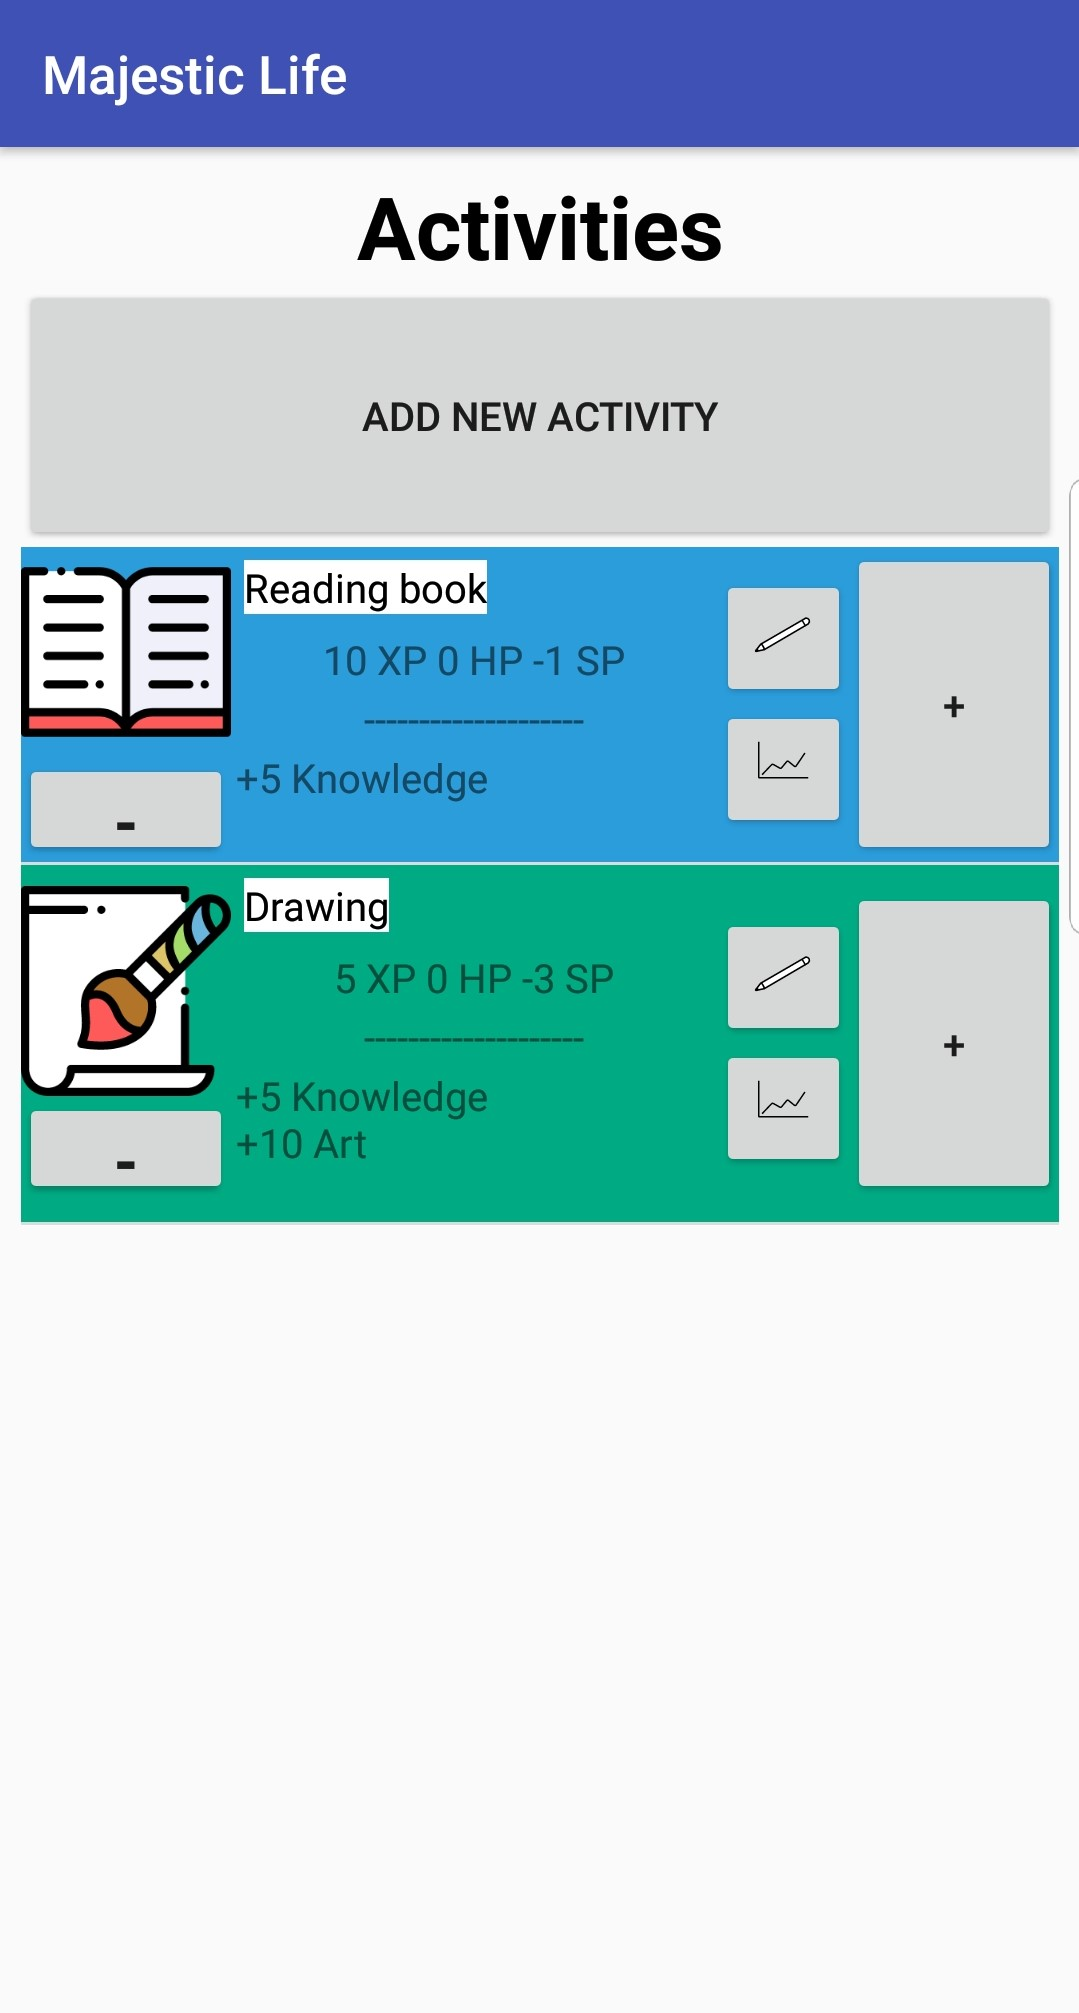 Majestic Life
Activities
ADD NEW ACTIVITY
Reading book
10 XP 0 HP -1 SP
--------------------
+5 Knowledge
-
+
Drawing
5 XP 0 HP -3 SP
--------------------
+5 Knowledge
+10 Art
-
+